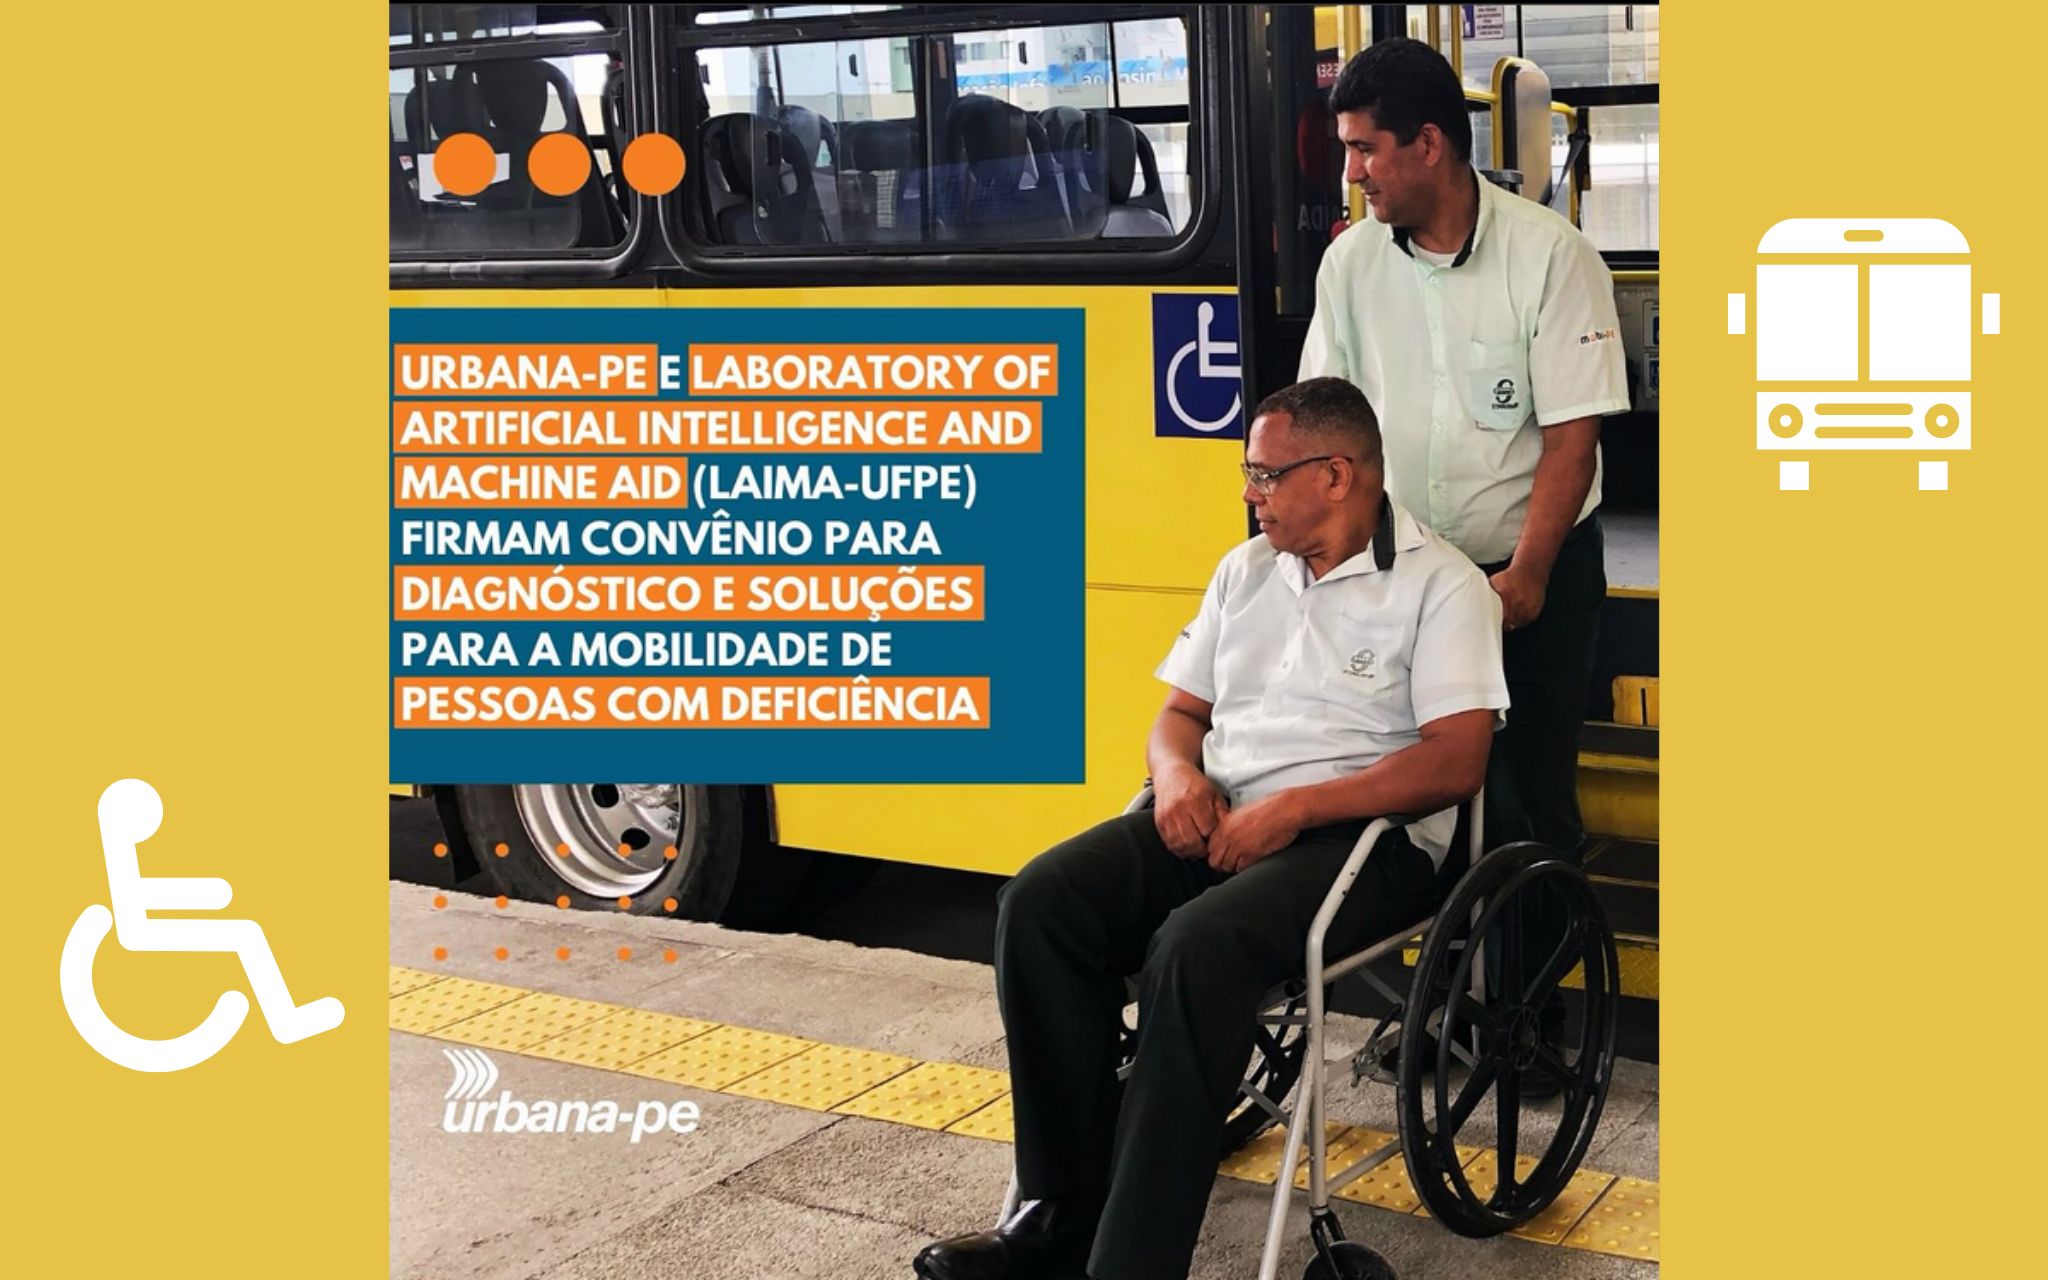 URBANA-PE E LABORATORY OF
ARTIFICIAL INTELLIGENCE AND
MACHINE AID (LAIMA-UFPE)
FIRMAM CONVÊNIO PARA
DIAGNÓSTICO E SOLUÇÕES
PARA A MOBILIDADE DE
PESSOAS COM DEFICIÊNCIA
urbana-pe